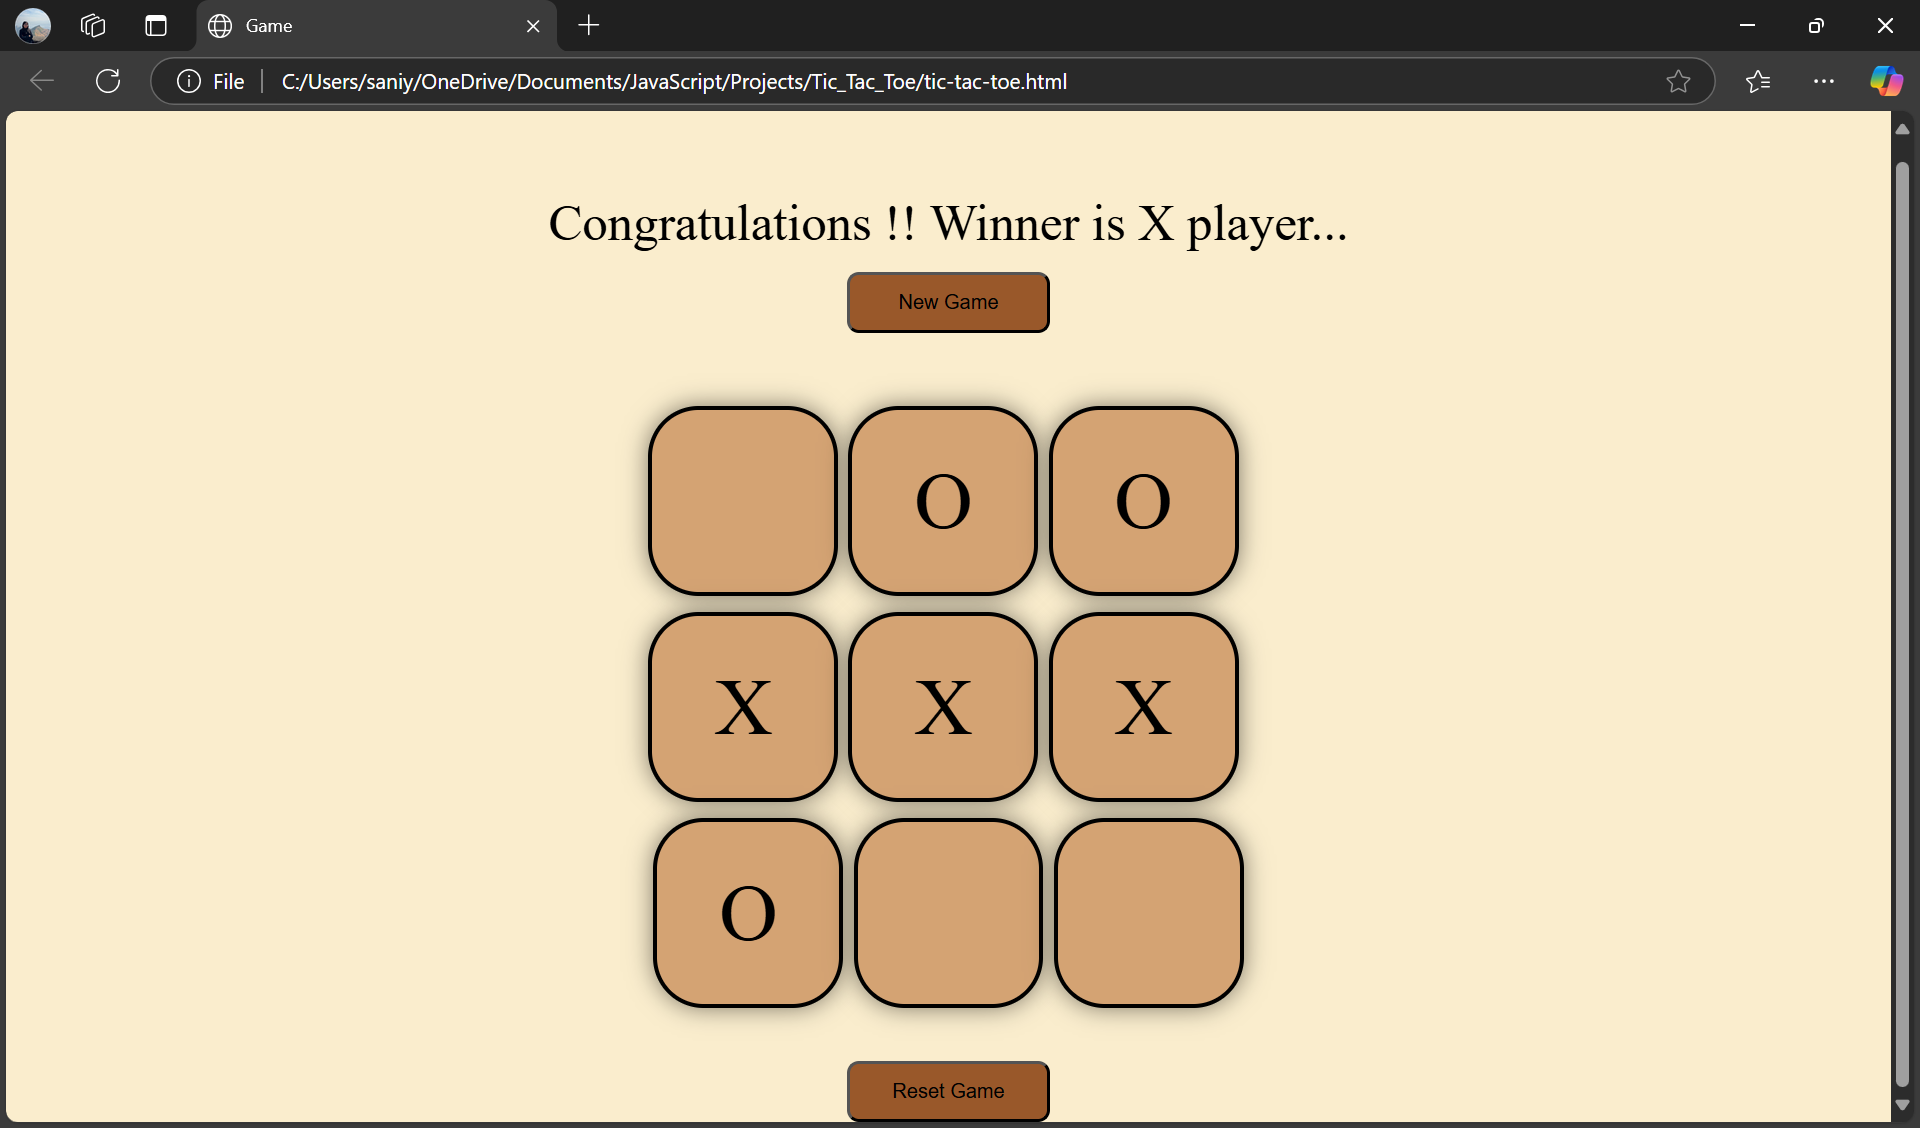 Game
File C:/Users/saniy/OneDrive/Documents/JavaScript/Projects/Tic_Tac_Toe/tic-tac-toe.html
Congratulations !! Winner is X player...
New Game
O O
X X X
O
Reset Game